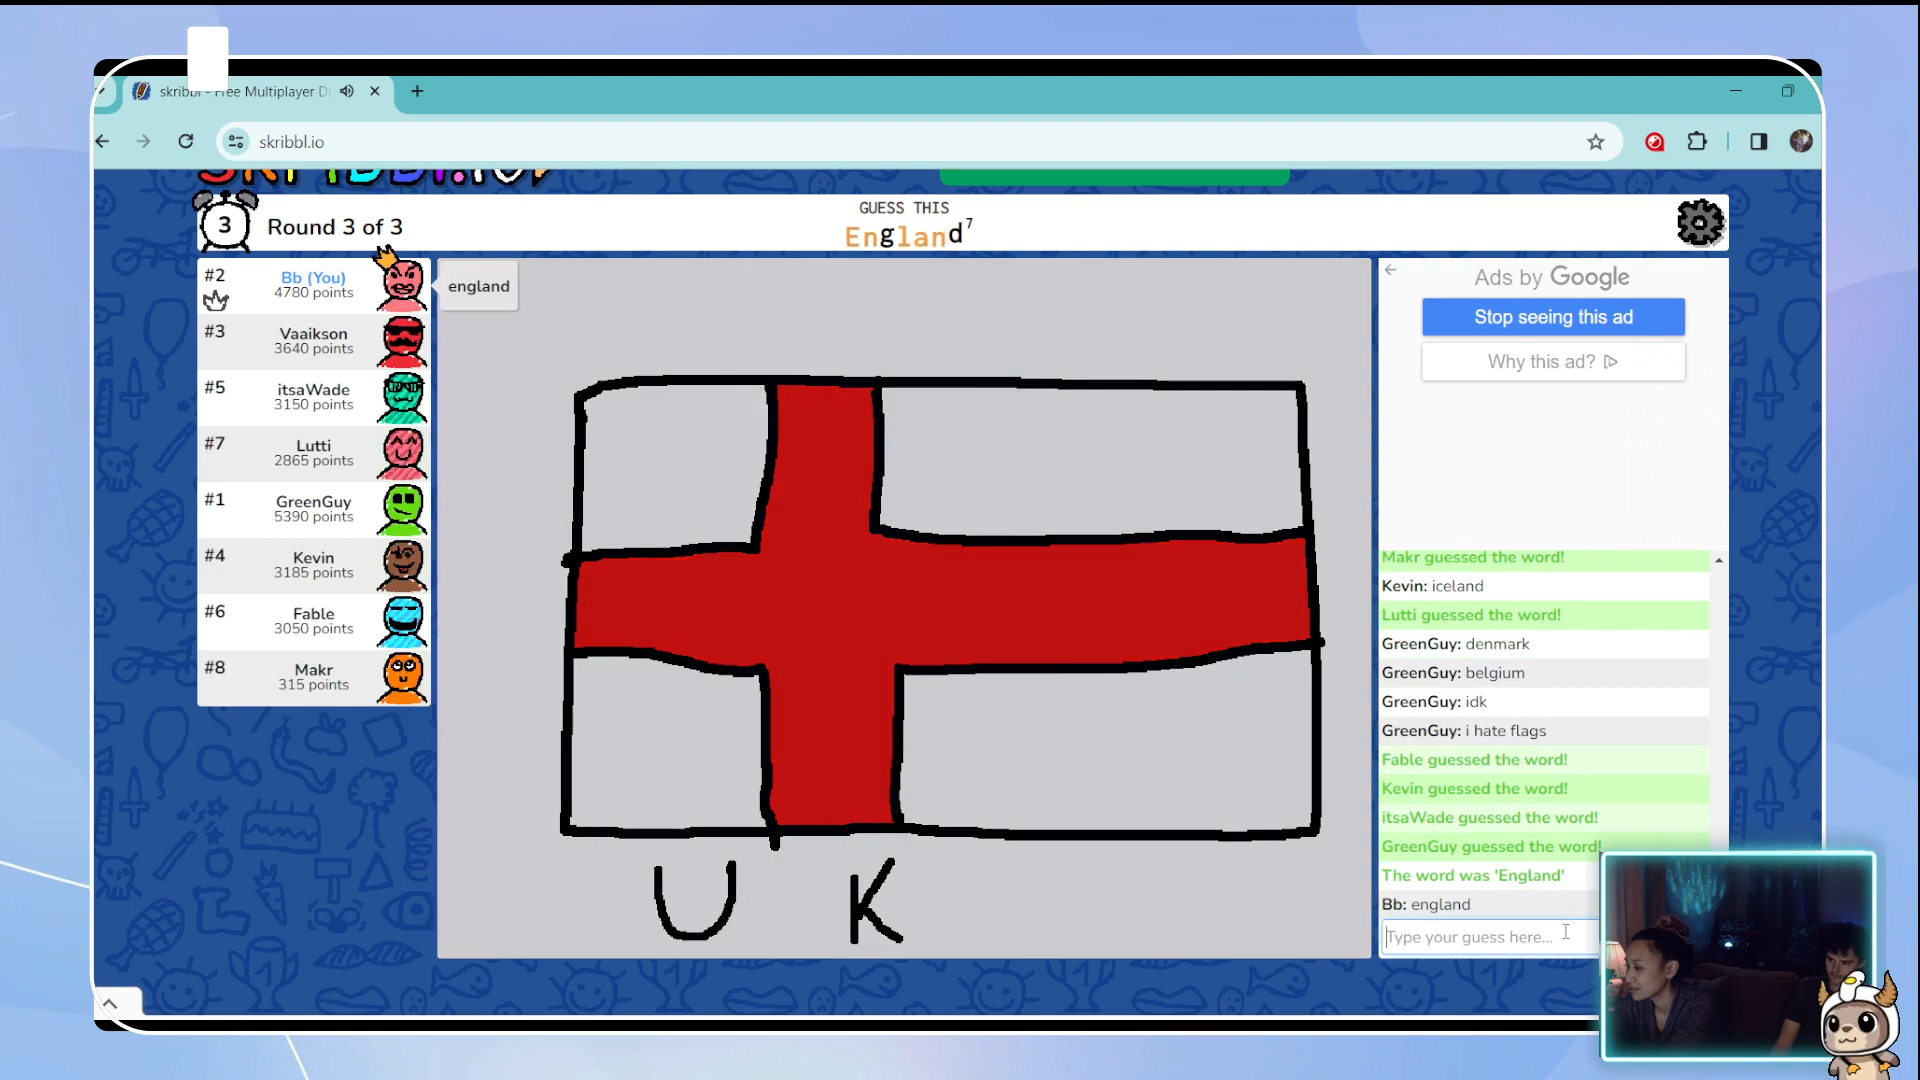 skribbl - Free Multiplayer D
skribbl.io
3
Round 3 of 3
GUESS THIS
England 7
#2
Bb (You)
4780 points
#3
Vaaikson
3640 points
#5
itsaWade
3150 points
#7
Lutti
2865 points
#1
GreenGuy
5390 points
#4
Kevin
3185 points
#6
Fable
3050 points
#8
Makr
315 points
england
U K
Ads by Google
Stop seeing this ad
Why this ad?
Makr guessed the word!
Kevin: iceland
Lutti guessed the word!
GreenGuy: denmark
GreenGuy: belgium
GreenGuy: idk
GreenGuy: i hate flags
Fable guessed the word!
Kevin guessed the word!
itsaWade guessed the word!
GreenGuy guessed the word!
The word was 'England'
Bb: england
Type your guess here...